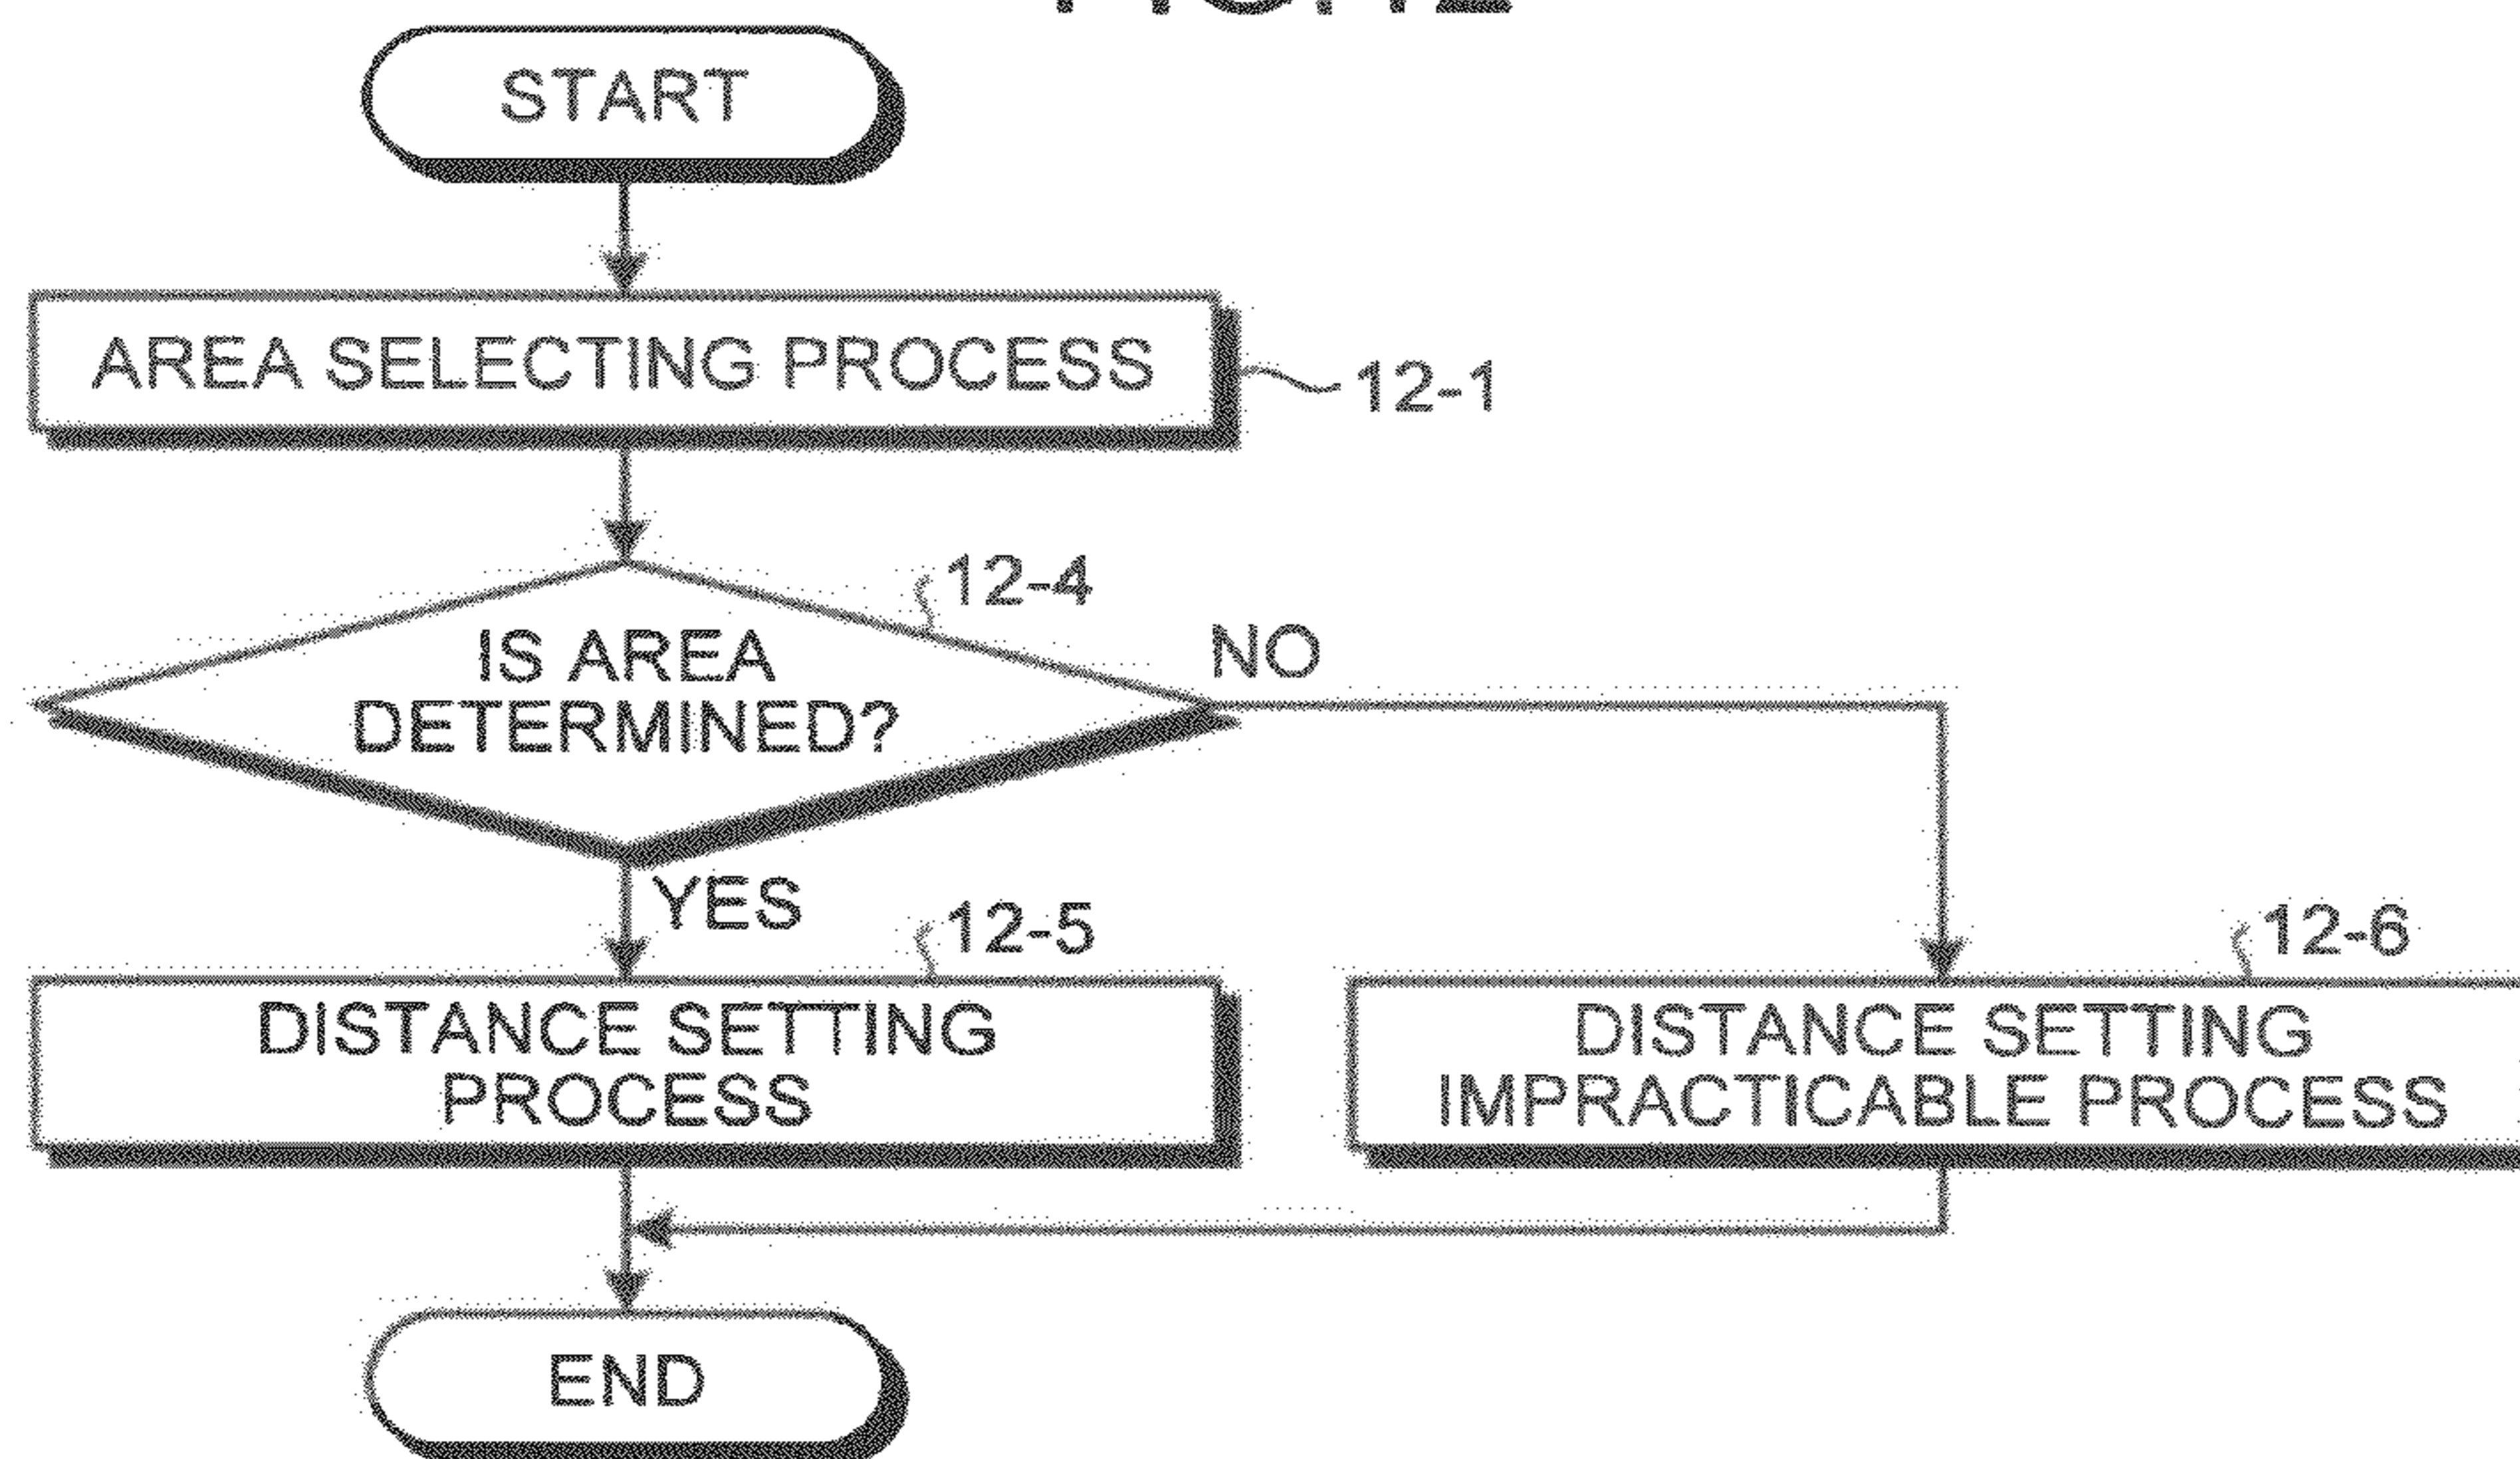 START
AREA SELECTING PROCESS
12-1
12-4
IS AREA
DETERMINED?
NO
YES
12-5
12-6
DISTANCE SETTING
PROCESS
DISTANCE SETTING
IMPRACTICABLE PROCESS
END